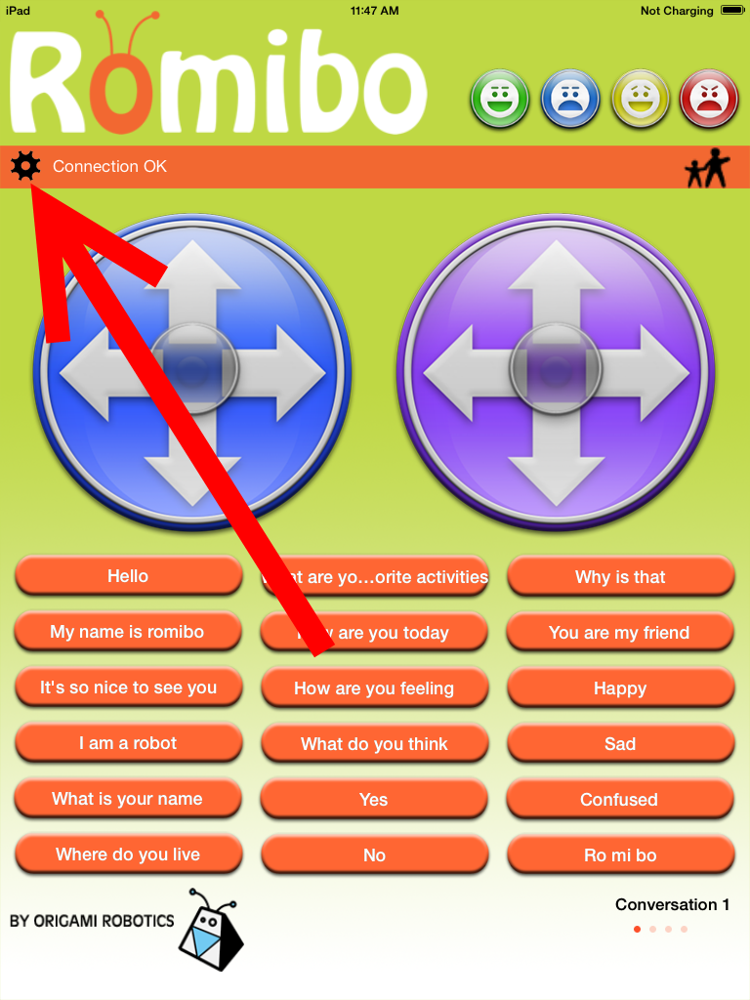 iPad 11:47 AM Not Charging
Romibo
Connection OK
Hello
are yo...orite activities
Why is that
My name is romibo
are you today
You are my friend
It's so nice to see you
How are you feeling
Happy
I am a robot
What do you think
Sad
What is your name
Yes
Confused
Where do you live
No
Ro mi bo
BY ORIGAMI ROBOTICS
Conversation 1